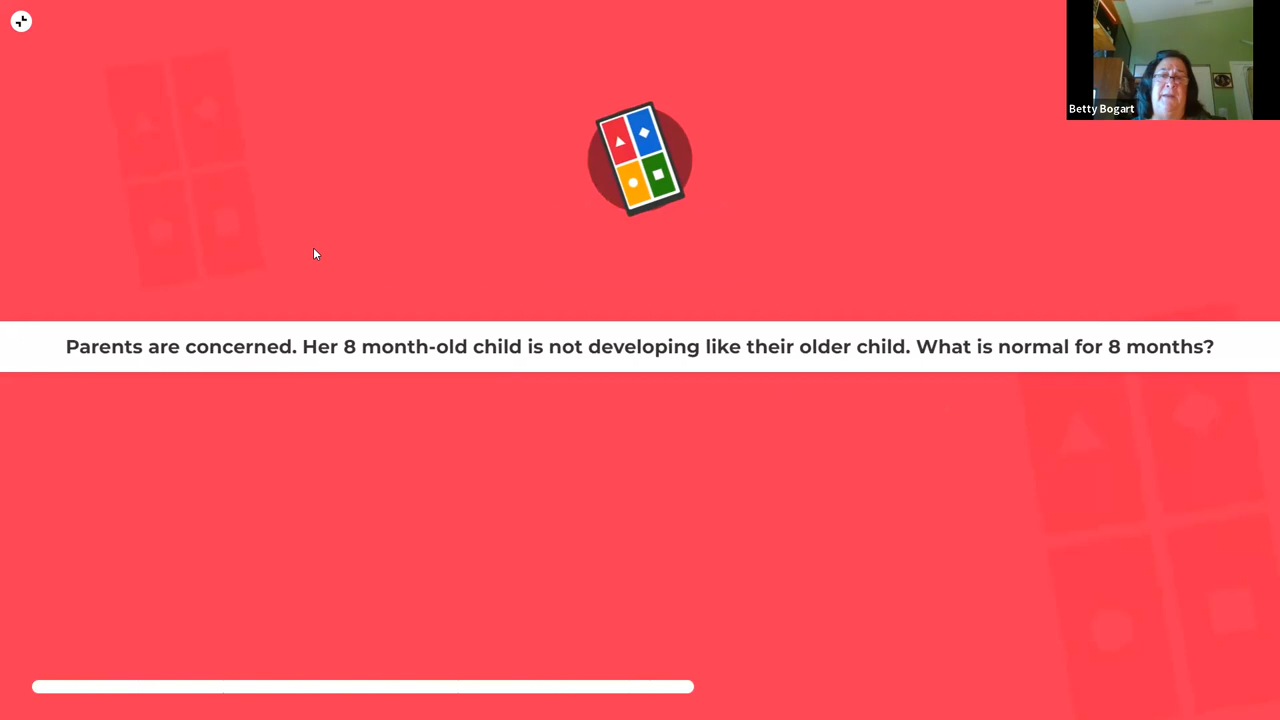 Betty Bogart
Parents are concerned. Her 8 month-old child is not developing like their older child. What is normal for 8 months?